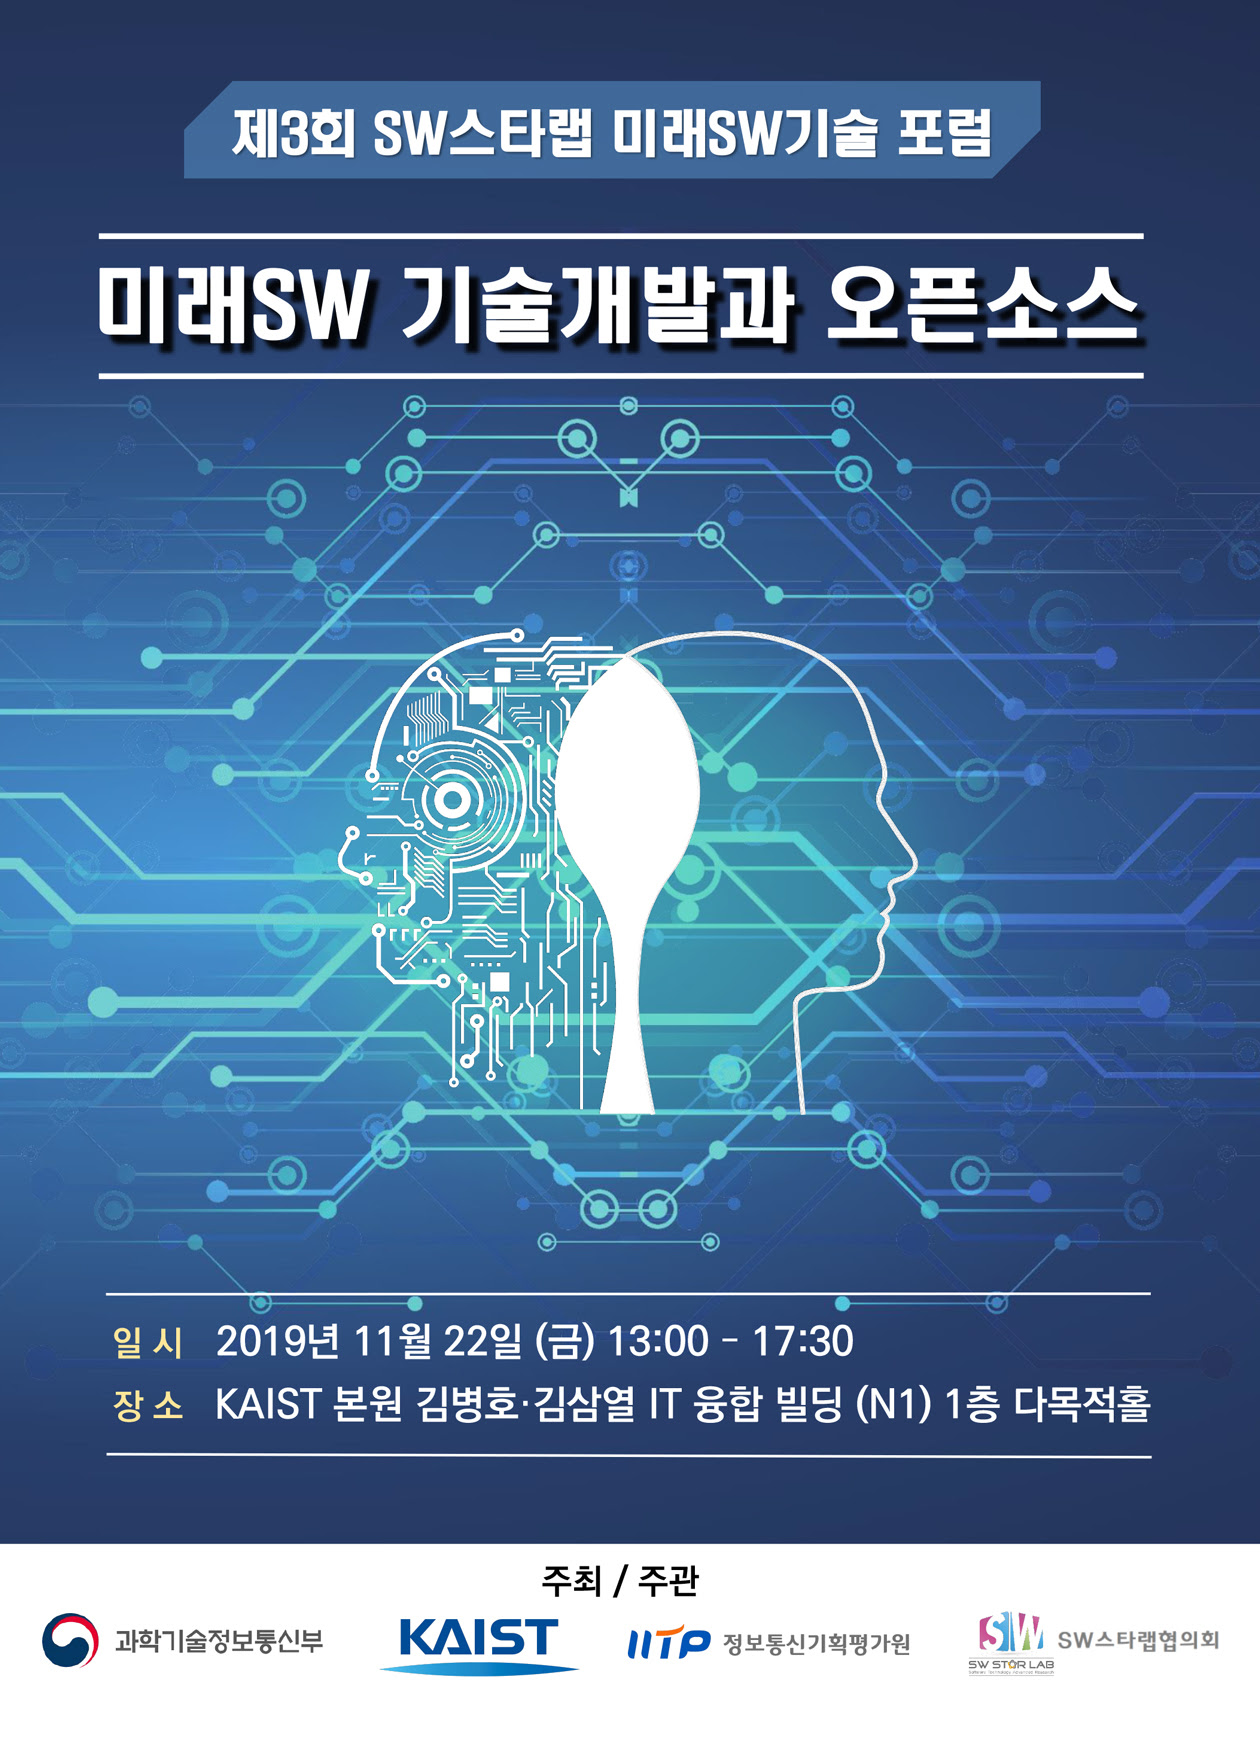 제3회 SW스타랩 미래SW기술 포럼
미래SW 기술개발과 오픈소스
일 시 2019년 11월 22일 (금) 13:00 - 17:30
장 소 KAIST 본원 김병호·김삼열 IT 융합 빌딩 (N1) 1층 다목적홀
주최 / 주관
과학기술정보통신부
KAIST
IITP 정보통신기획평가원
SW
SW STAR LAB
Software Technology Advanced Research
SW스타랩협의회